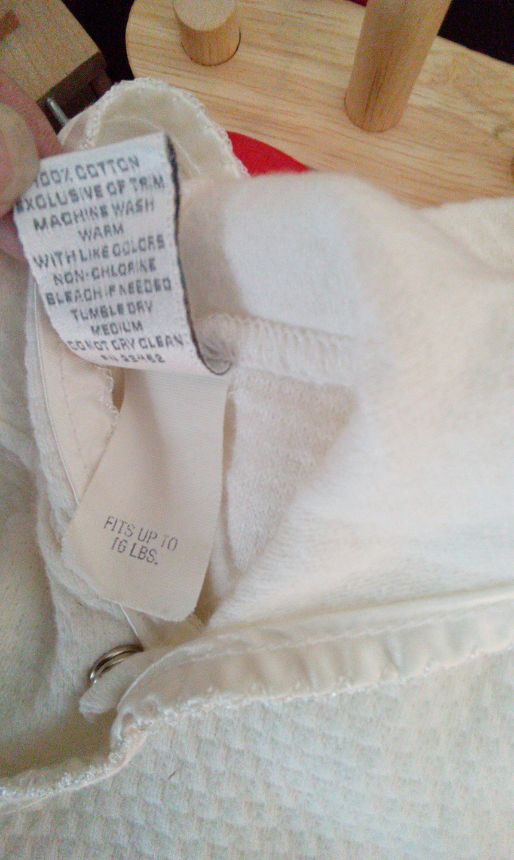 100% COTTON
EXCLUSIVE OF TRIM
MACHINE WASH
WARM
WITH LIKE COLORS
NON-CHLORINE
BLEACH IF NEEDED
TUMBLE DRY
MEDIUM
DO NOT DRY CLEAN
FITS UP TO
16 LBS.